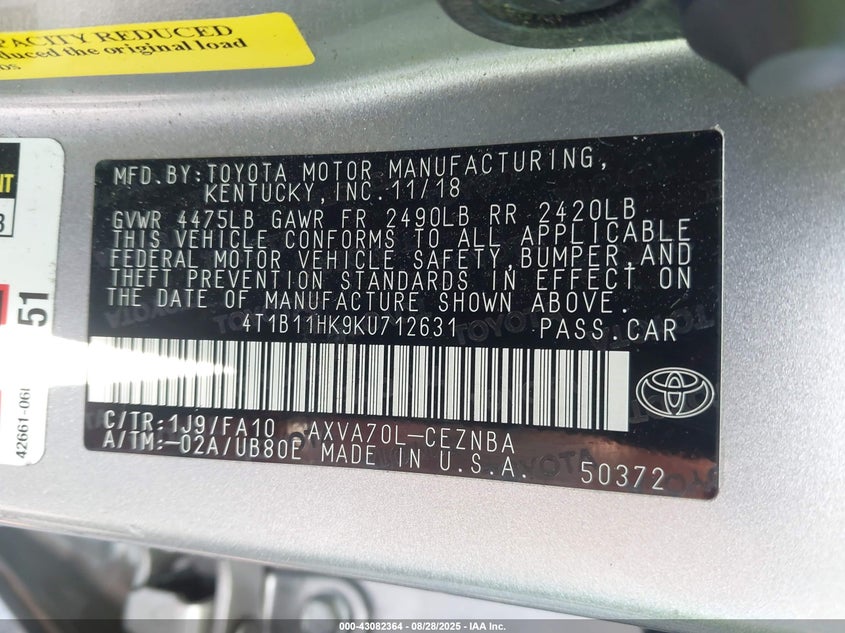 PACITY REDUCED
duced the original load
51
42661-06
MFD.BY:TOYOTA MOTOR MANUFACTURING,
KENTUCKY,INC.11/18
GVWR 4475LB GAWR FR 2490LB RR 2420LB
THIS VEHICLE CONFORMS TO ALL APPLICABLE
FEDERAL MOTOR VEHICLE SAFETY,BUMPER,AND
THEFT PREVENTION STANDARDS IN EFFECT ON
THE DATE OF MANUFACTURE SHOWN ABOVE.
4T1B11HK9KU712631 PASS.CAR
C/TR:1J9/FA10 AXVA70L-CEZNBA
A/TM:-02A/UB80E MADE IN U.S.A. 50372
000-43082364 | 08/28/2025 - IAA Inc.